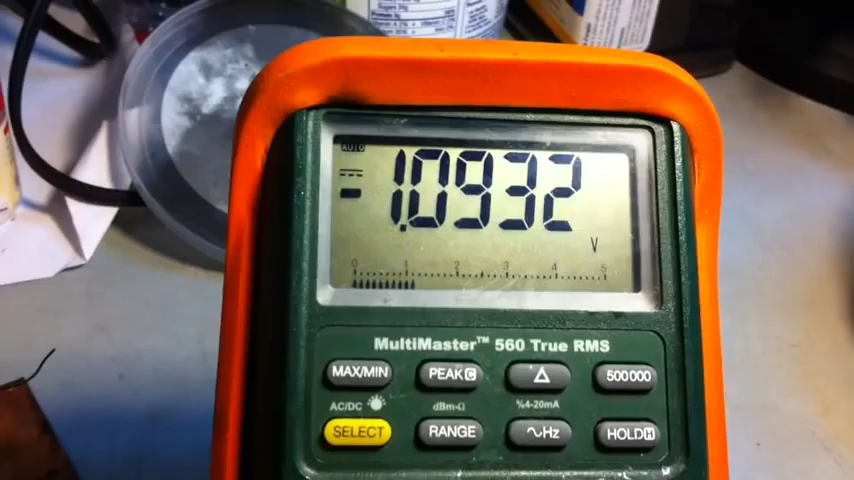 AUTO
-1.0932
V
0 1 2 3 4 5
MultiMaster™ 560 True RMS
MAX/MIN PEAK C △ 500000
AC/DC dBm-Ω %4-20mA
SELECT RANGE ~Hz HOLD H